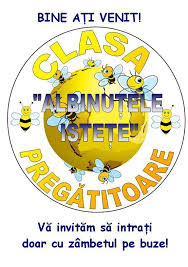 BINE AȚI VENIT!
CLASA
"ALBINUȚELE
ISTEȚE"
PREGĂTITOARE
Vă invităm să intrați
doar cu zâmbetul pe buze!